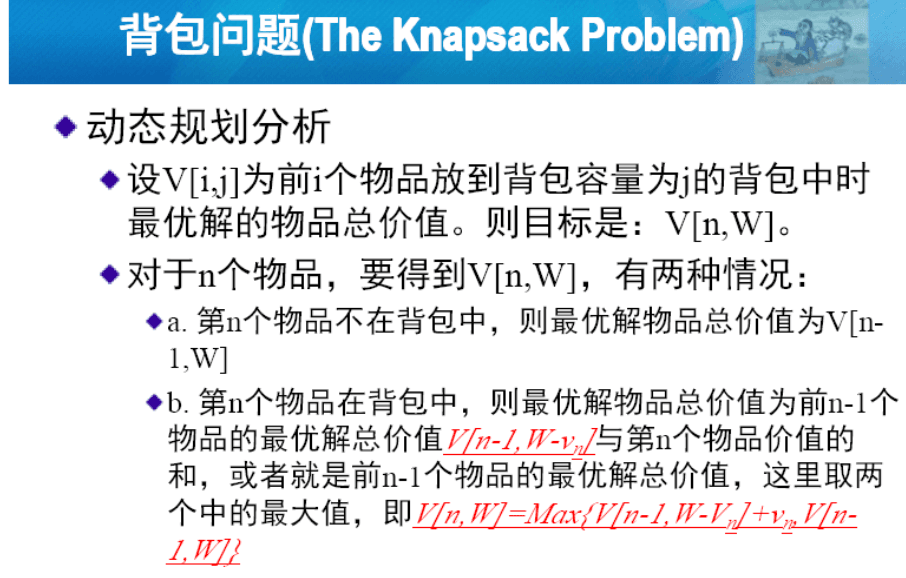 背包问题(The Knapsack Problem)
动态规划分析
设V[i,j]为前i个物品放到背包容量为j的背包中时
最优解的物品总价值。则目标是：V[n,W]。
对于n个物品，要得到V[n,W]，有两种情况：
a. 第n个物品不在背包中，则最优解物品总价值为V[n-
1,W]
b. 第n个物品在背包中，则最优解物品总价值为前n-1个
物品的最优解总价值V[n-1,W-vn]与第n个物品价值的
和，或者就是前n-1个物品的最优解总价值，这里取两
个中的最大值，即V[n,W]=Max{V[n-1,W-Vn]+vn,V[n-
1,W]}